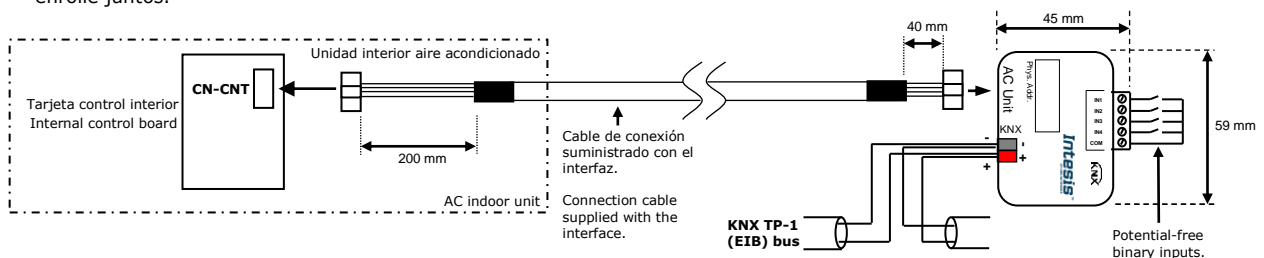 enrolle juntos.
45 mm
40 mm
Unidad interior aire acondicionado
CN-CNT
Tarjeta control interior
Internal control board
200 mm
AC indoor unit
Cable de conexión
suministrado con el
interfaz.
Connection cable
supplied with the
interface.
KNX TP-1
(EIB) bus
-
+
AC Unit
Phys. Addr.
KNX
-
+
Intesis™
KNX
IN1
IN2
IN3
IN4
COM
59 mm
Potential-free
binary inputs.